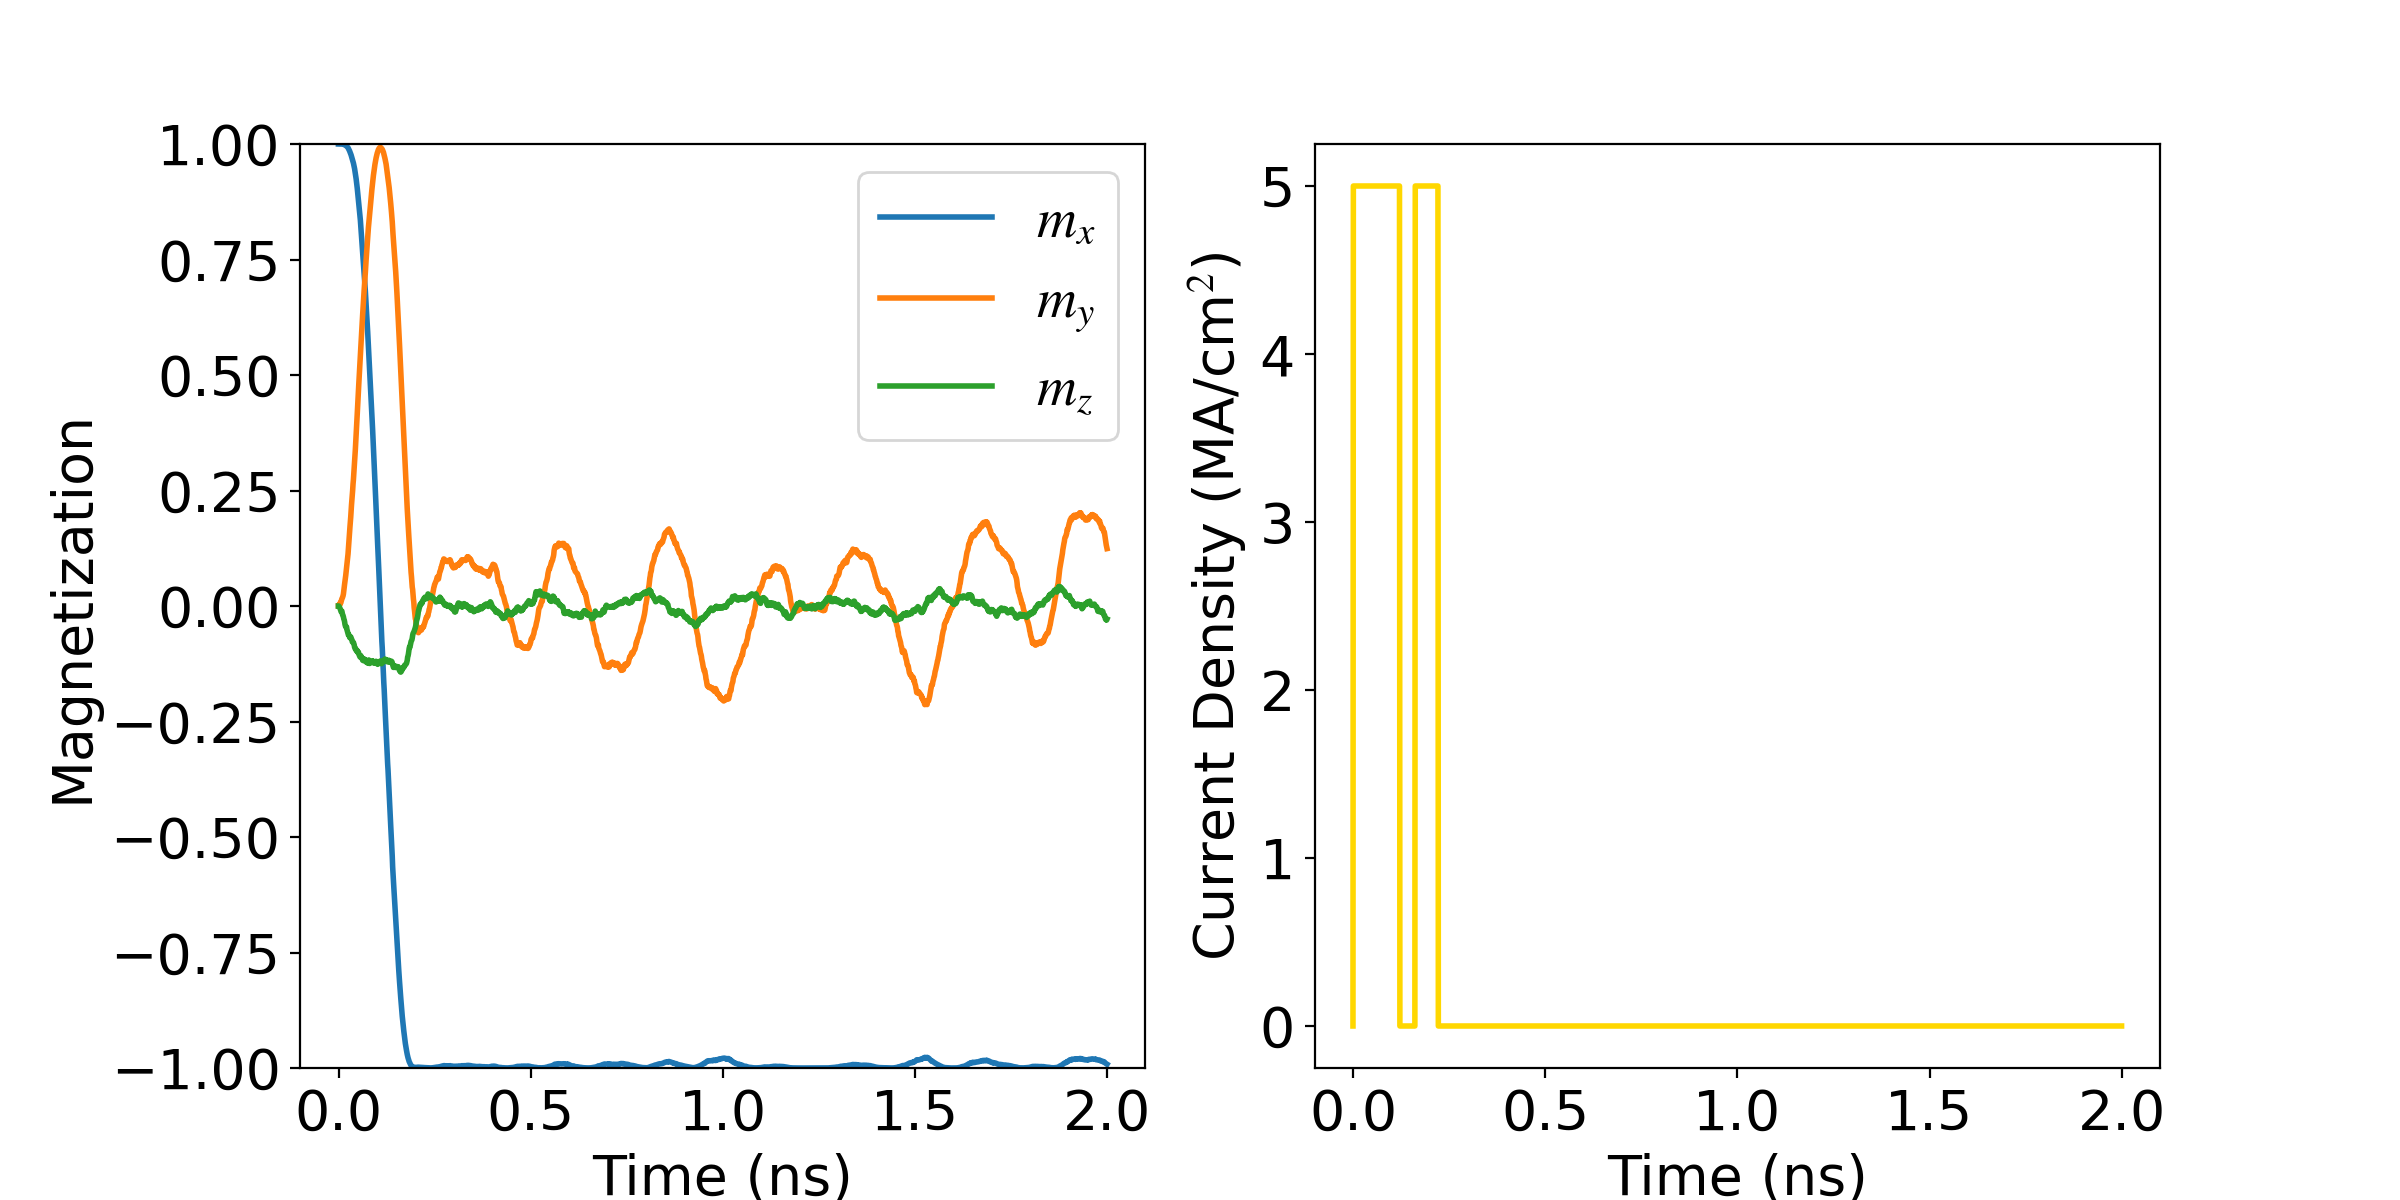 1.00
0.75
0.50
0.25
0.00
−0.25
−0.50
−0.75
−1.00
Magnetization
0.0 0.5 1.0 1.5 2.0
Time (ns)
m_x
m_y
m_z
5
4
3
2
1
0
Current Density (MA/cm²)
0.0 0.5 1.0 1.5 2.0
Time (ns)